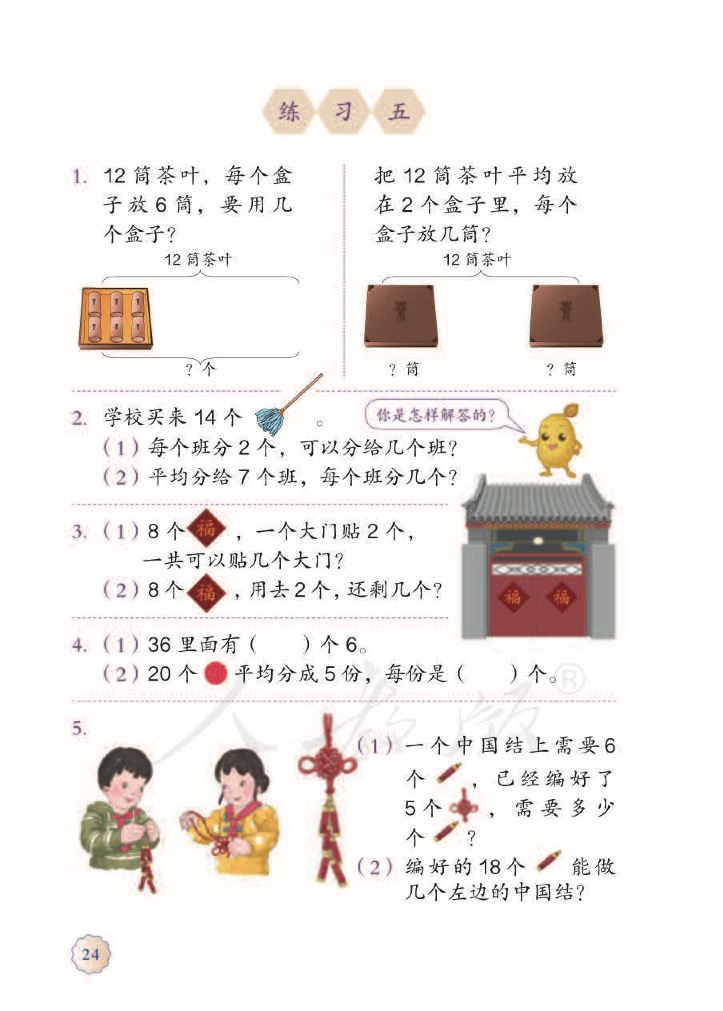 练习五
1. 12 筒茶叶，每个盒
子放 6 筒，要用几
个盒子？
12 筒茶叶
? 个
把 12 筒茶叶平均放
在 2 个盒子里，每个
盒子放几筒？
12 筒茶叶
? 筒
? 筒
2. 学校买来 14 个 。
你是怎样解答的？
（1）每个班分 2 个，可以分给几个班？
（2）平均分给 7 个班，每个班分几个？
3.（1）8 个福，一个大门贴 2 个，
一共可以贴几个大门？
（2）8 个福，用去 2 个，还剩几个？
福 福
4.（1）36 里面有（　　）个 6。
（2）20 个 平均分成 5 份，每份是（　　）个。
人教版®
5.
（1）一个中国结上需要 6
个 ，已经编好了
5 个 ，需要多少
个 ？
（2）编好的 18 个 能做
几个左边的中国结？
24